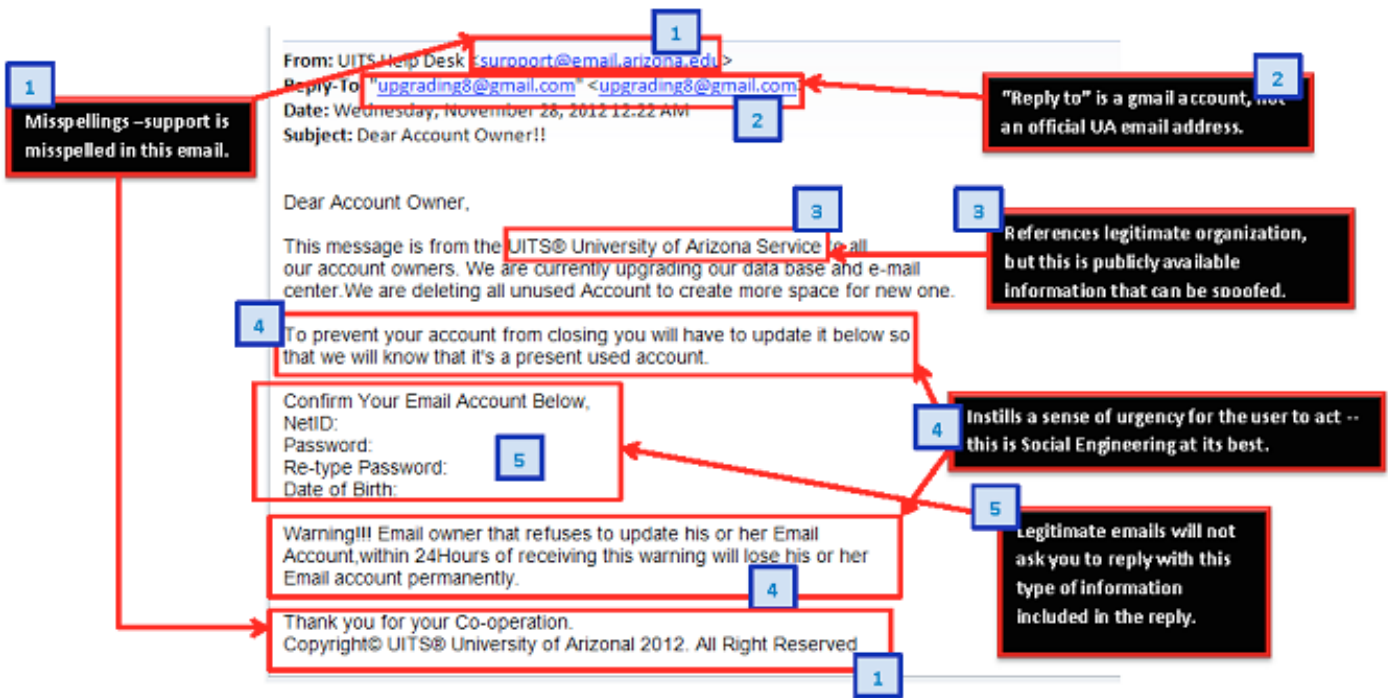 1
From: UITS Help Desk <suropport@email.arizona.edu>
1
Reply-To: "upgrading8@gmail.com" <upgrading8@gmail.com>
2
Misspellings –support is
misspelled in this email.
Date: Wednesday, November 28, 2012 12:22 AM
2
"Reply to" is a gmail account, not
an official UA email address.
Subject: Dear Account Owner!!
Dear Account Owner,
3
3
This message is from the UITS® University of Arizona Service to all
our account owners. We are currently upgrading our data base and e-mail
center.We are deleting all unused Account to create more space for new one.
References legitimate organization,
but this is publicly available
information that can be spoofed.
4
To prevent your account from closing you will have to update it below so
that we will know that it's a present used account.
Confirm Your Email Account Below,
NetID:
Password:
Re-type Password:
Date of Birth:
5
4
Instills a sense of urgency for the user to act --
this is Social Engineering at its best.
5
Legitimate emails will not
ask you to reply with this
type of information
included in the reply.
Warning!!! Email owner that refuses to update his or her Email
Account,within 24Hours of receiving this warning will lose his or her
Email account permanently.
4
Thank you for your Co-operation.
Copyright© UITS® University of Arizonal 2012. All Right Reserved
1